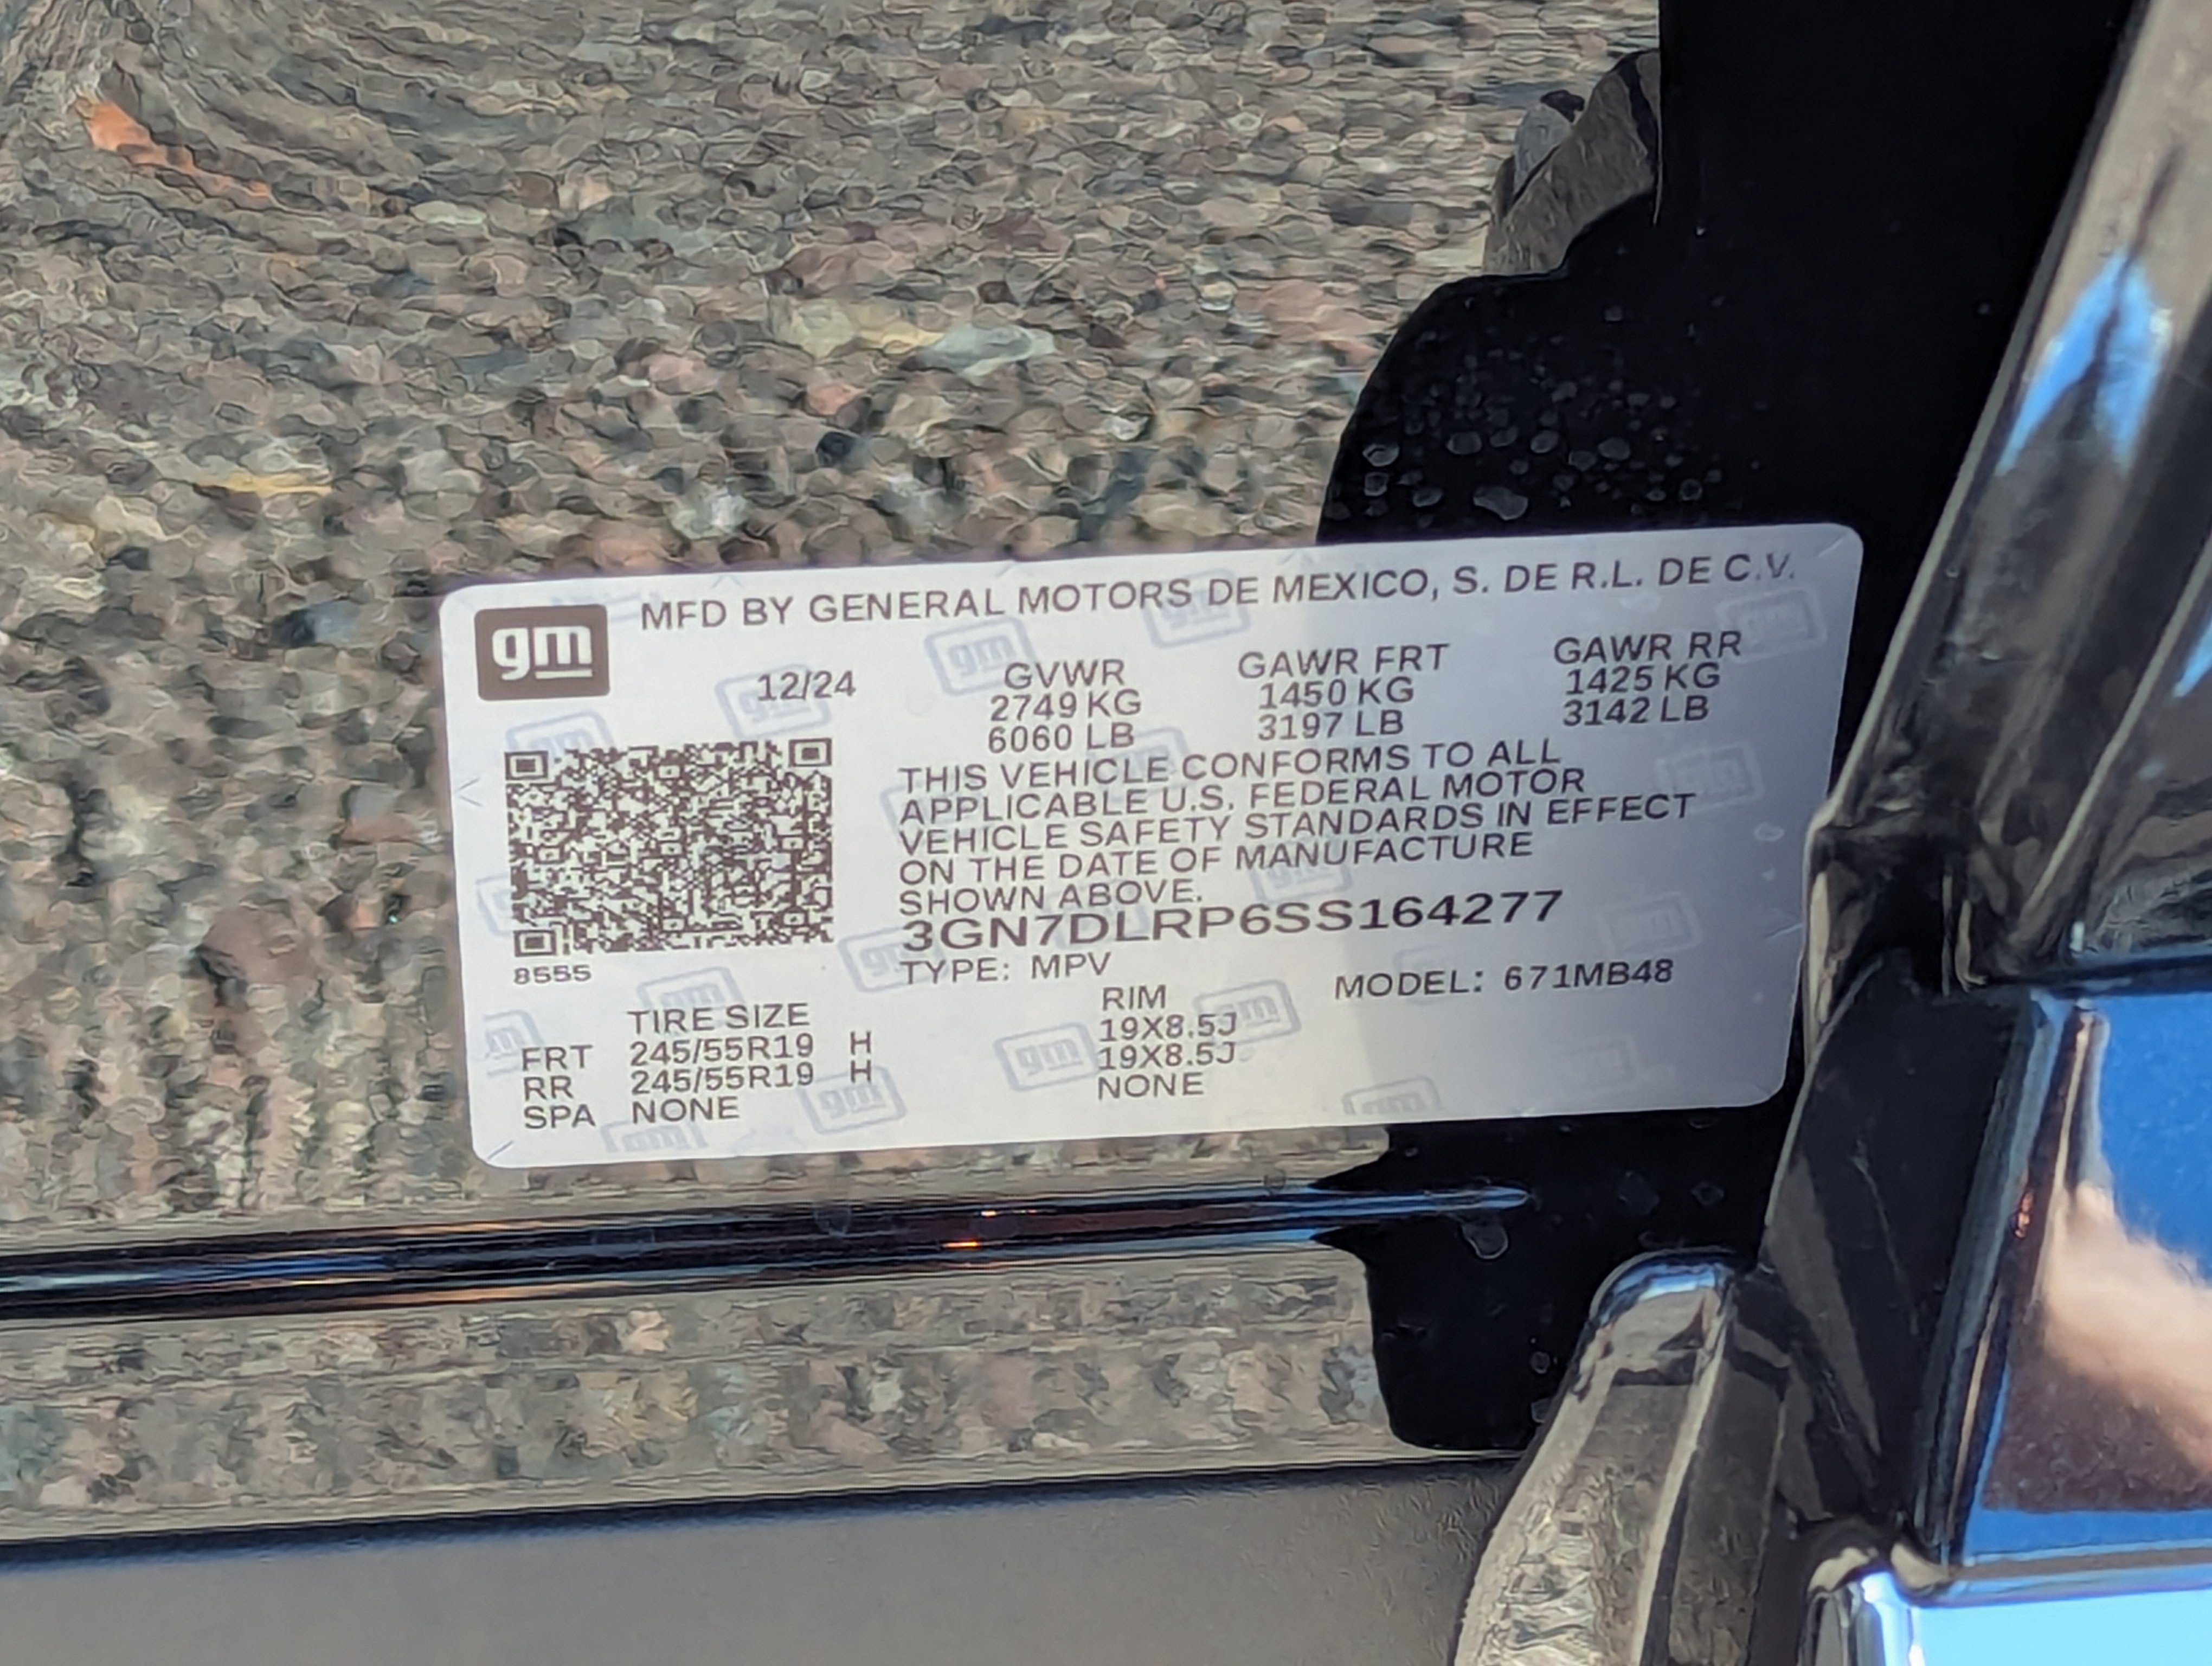 gm
MFD BY GENERAL MOTORS DE MEXICO, S. DE R.L. DE C.V.
12/24
GVWR GAWR FRT GAWR RR
2749 KG 1450 KG 1425 KG
6060 LB 3197 LB 3142 LB
THIS VEHICLE CONFORMS TO ALL
APPLICABLE U.S. FEDERAL MOTOR
VEHICLE SAFETY STANDARDS IN EFFECT
ON THE DATE OF MANUFACTURE
SHOWN ABOVE.
3GN7DLRP6SS164277
8555
TYPE: MPV MODEL: 671MB48
TIRE SIZE RIM
FRT 245/55R19 H 19X8.5J
RR 245/55R19 H 19X8.5J
SPA NONE NONE